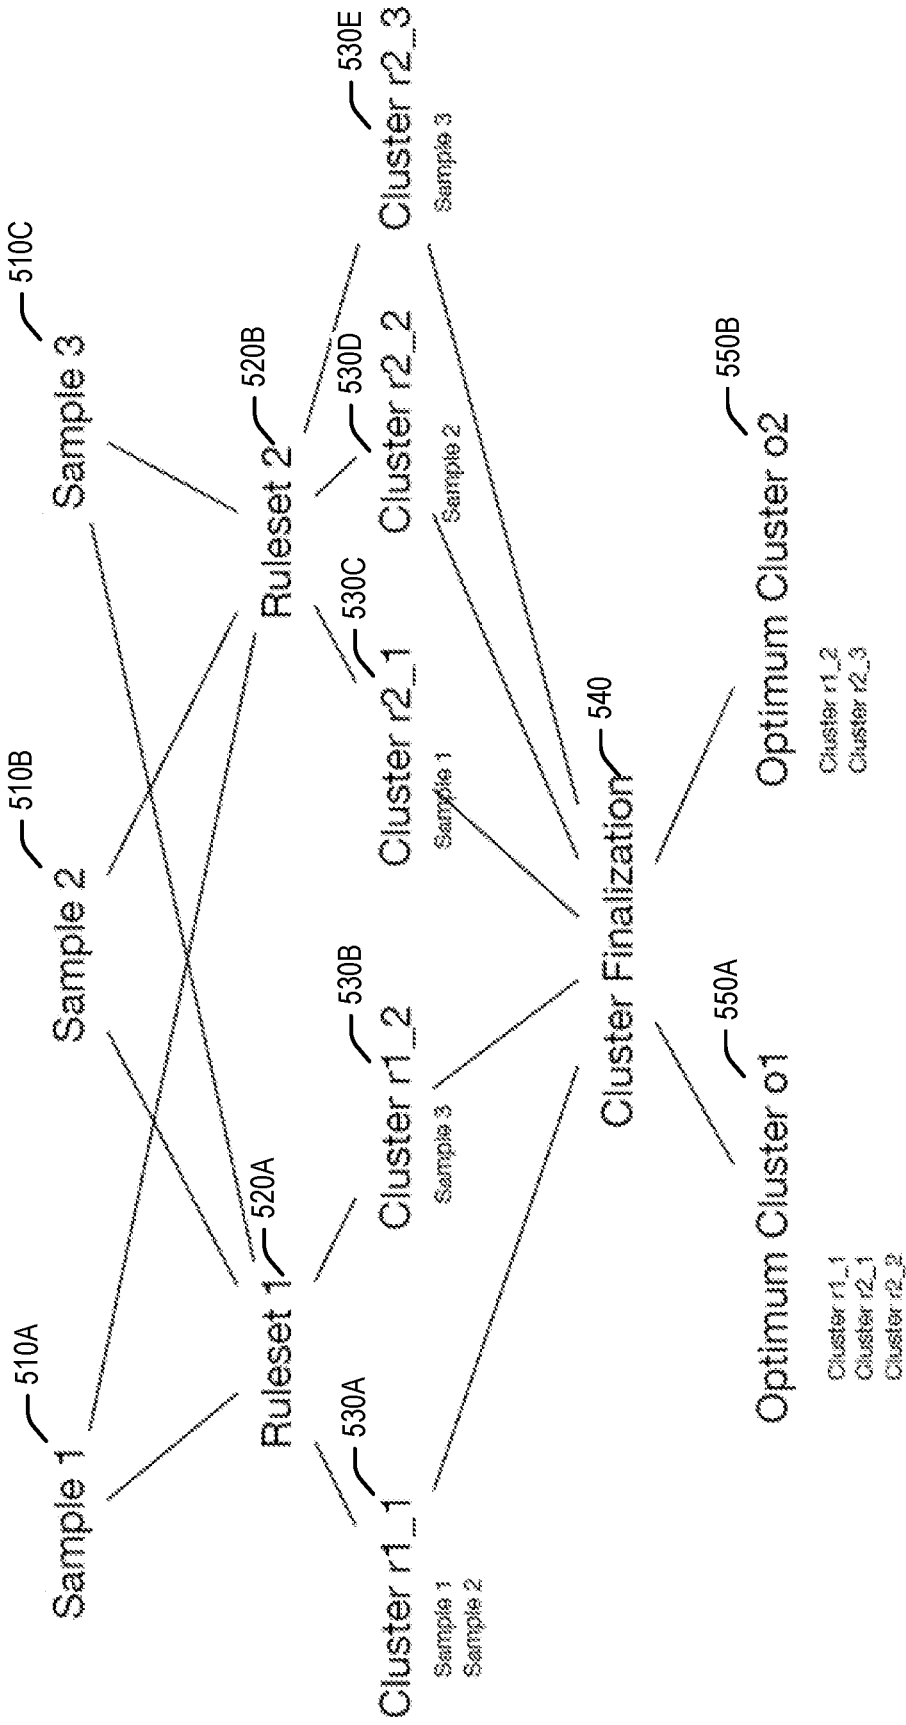 510A
Sample 1
510B
Sample 2
510C
Sample 3
520A
Ruleset 1
520B
Ruleset 2
530A
Cluster r1_1
Sample 1
Sample 2
530B
Cluster r1_2
Sample 3
530C
Cluster r2_1
Sample 1
530D
Cluster r2_2
Sample 2
530E
Cluster r2_3
Sample 3
540
Cluster Finalization
550A
Optimum Cluster o1
Cluster r1_1
Cluster r2_1
Cluster r2_2
550B
Optimum Cluster o2
Cluster r1_2
Cluster r2_3